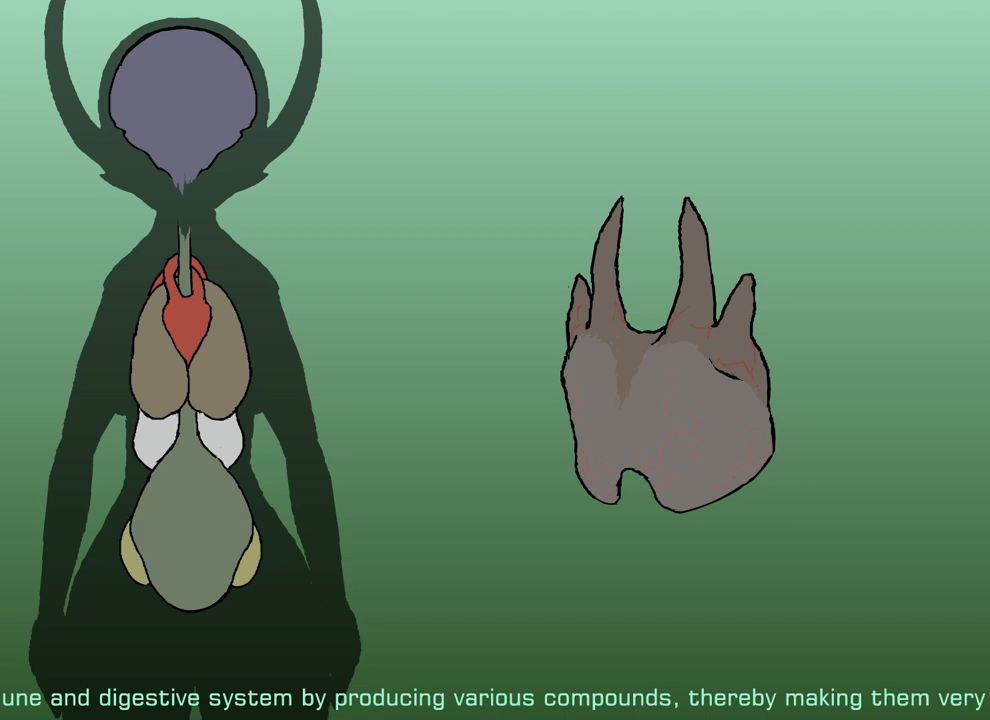 une and digestive system by producing various compounds, thereby making them very